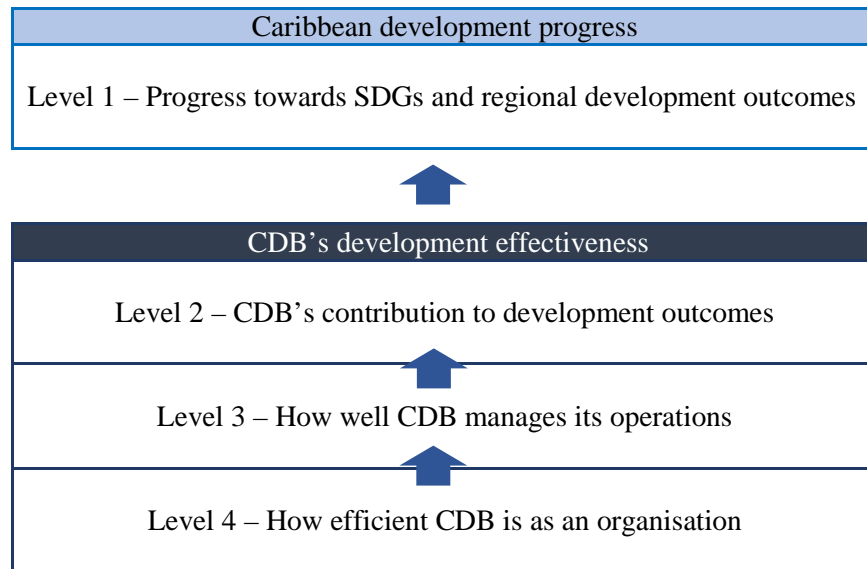 Caribbean development progress
Level 1 – Progress towards SDGs and regional development outcomes
CDB’s development effectiveness
Level 2 – CDB’s contribution to development outcomes
Level 3 – How well CDB manages its operations
Level 4 – How efficient CDB is as an organisation